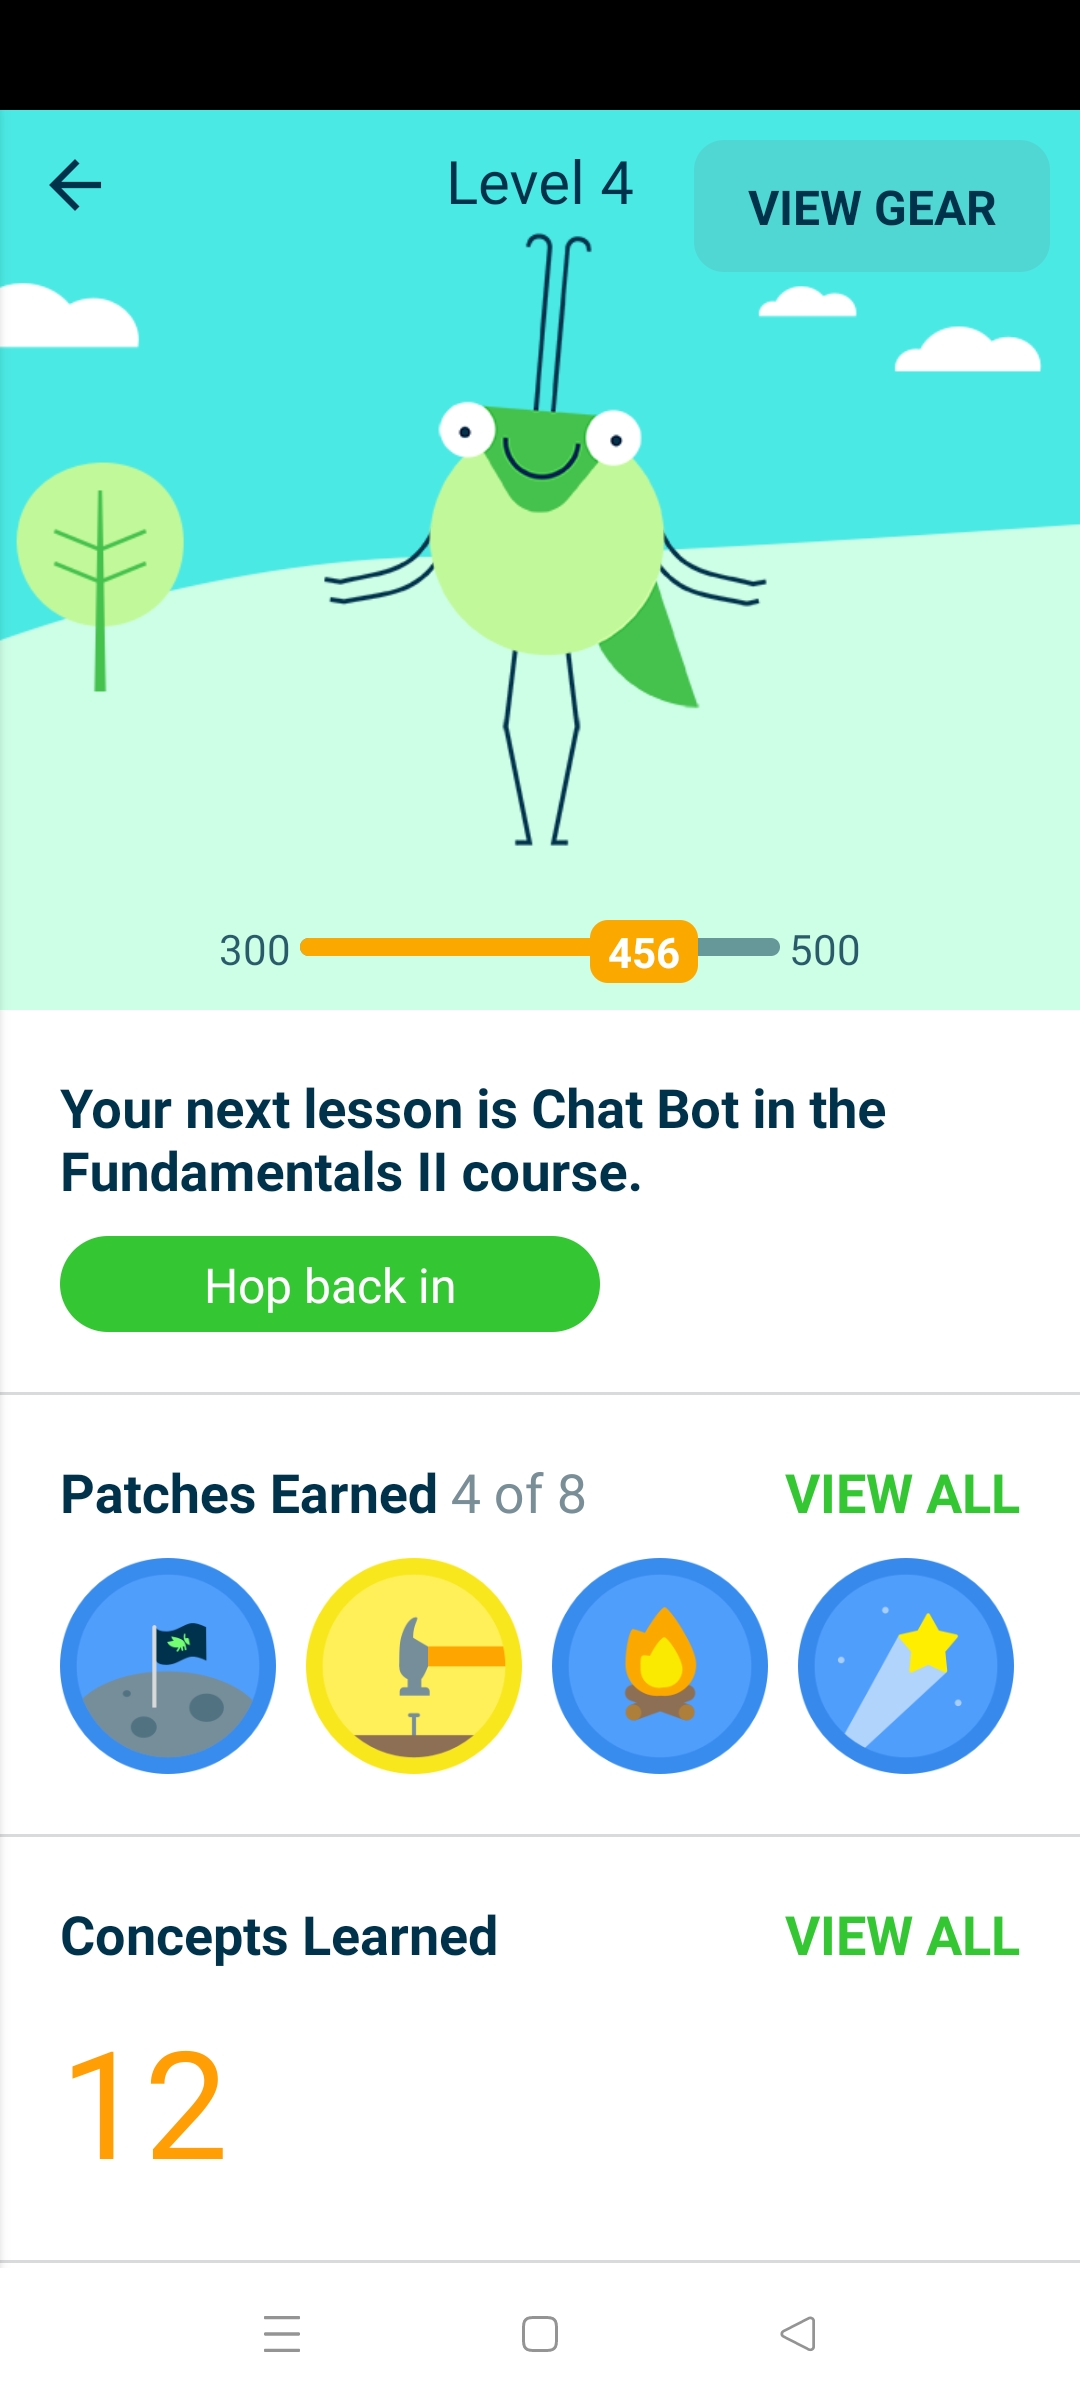 Level 4
VIEW GEAR
300
456
500
Your next lesson is Chat Bot in the
Fundamentals II course.
Hop back in
Patches Earned 4 of 8
VIEW ALL
Concepts Learned
VIEW ALL
12